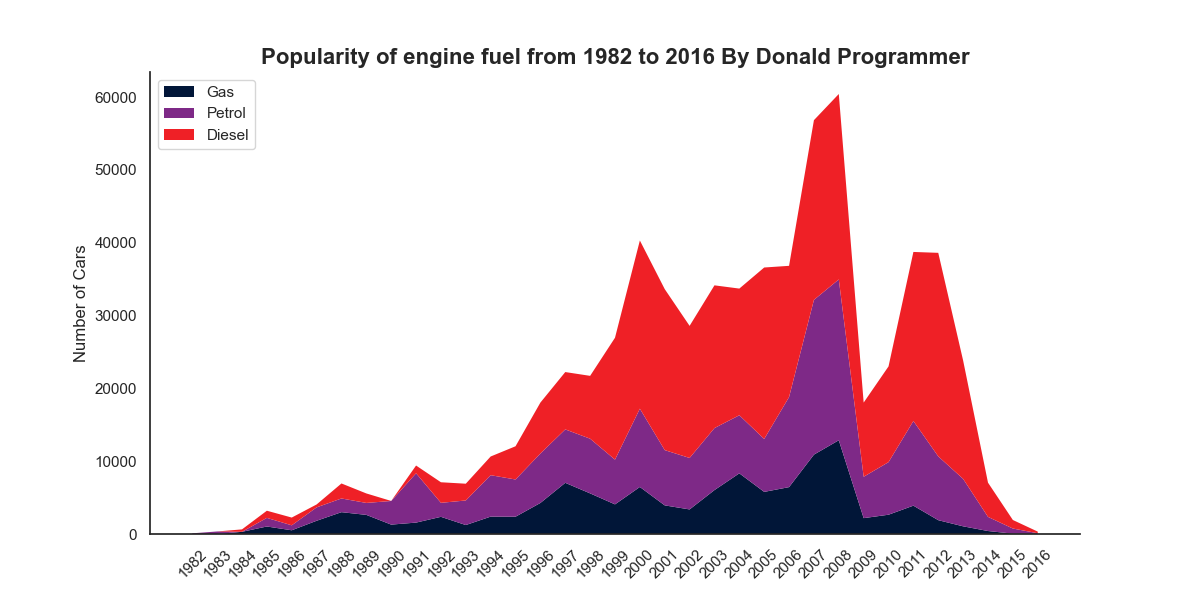 Popularity of engine fuel from 1982 to 2016 By Donald Programmer
Gas
Petrol
Diesel
Number of Cars
60000
50000
40000
30000
20000
10000
0
1982 1983 1984 1985 1986 1987 1988 1989 1990 1991 1992 1993 1994 1995 1996 1997 1998 1999 2000 2001 2002 2003 2004 2005 2006 2007 2008 2009 2010 2011 2012 2013 2014 2015 2016